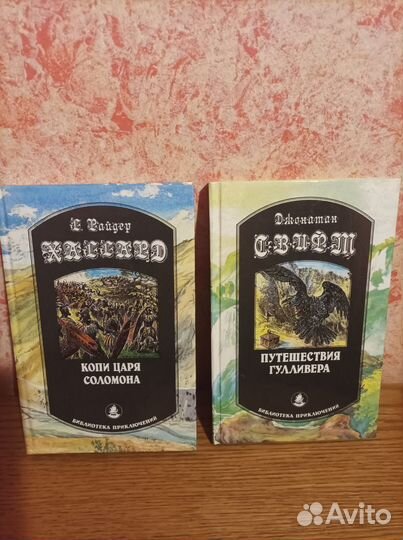 Г. Райдер
ХАГГАРД
КОПИ ЦАРЯ
СОЛОМОНА
БИБЛИОТЕКА ПРИКЛЮЧЕНИЙ
Джонатан
СВИФТ
ПУТЕШЕСТВИЯ
ГУЛЛИВЕРА
БИБЛИОТЕКА ПРИКЛЮЧЕНИЙ
Avito